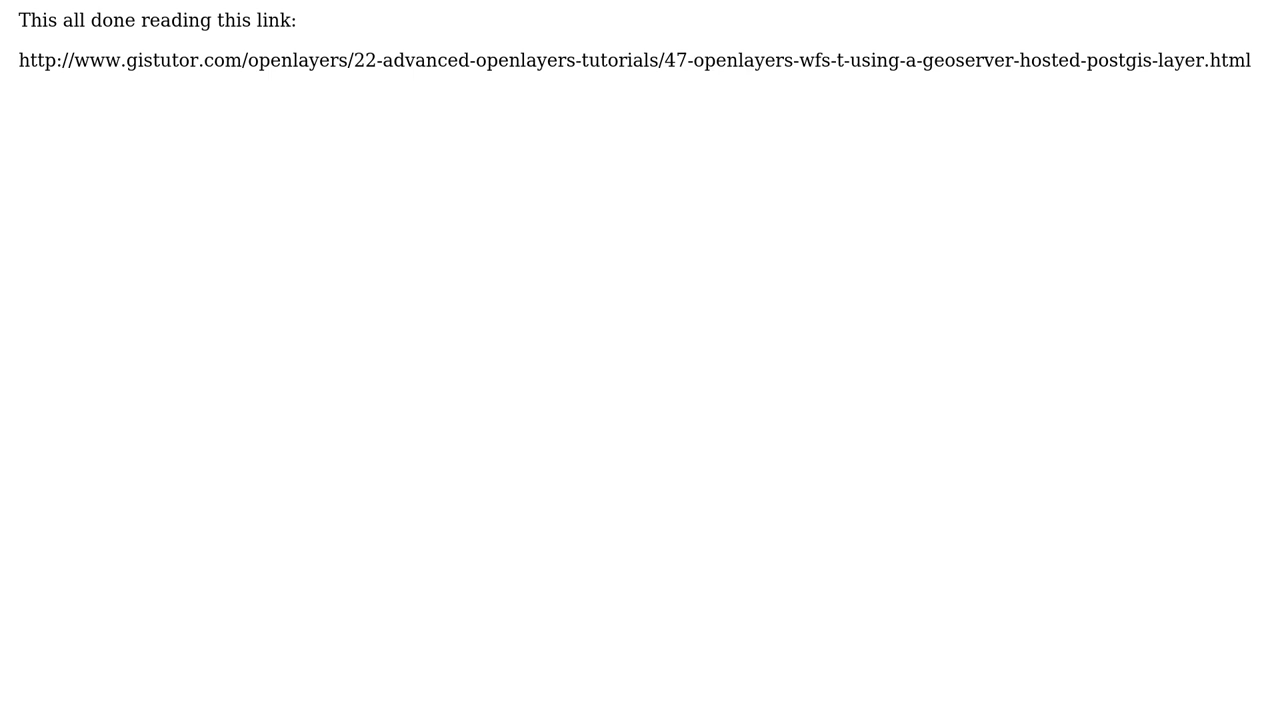 This all done reading this link:
http://www.gistutor.com/openlayers/22-advanced-openlayers-tutorials/47-openlayers-wfs-t-using-a-geoserver-hosted-postgis-layer.html